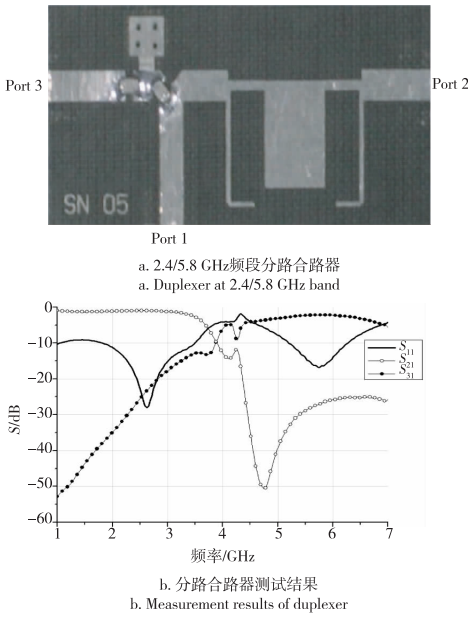 Port 3
Port 2
SN 05
Port 1
a. 2.4/5.8 GHz频段分路合路器
a. Duplexer at 2.4/5.8 GHz band
0
−10
−20
−30
−40
−50
−60
S/dB
S11
S21
S31
1 2 3 4 5 6 7
频率/GHz
b. 分路合路器测试结果
b. Measurement results of duplexer